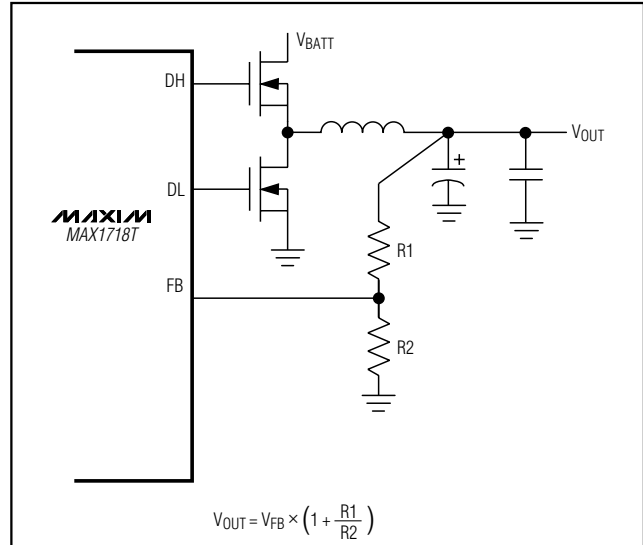 VBATT
DH
VOUT
+
DL
MAXIM
MAX1718T
R1
FB
R2
VOUT = VFB × (1 + R1/R2)